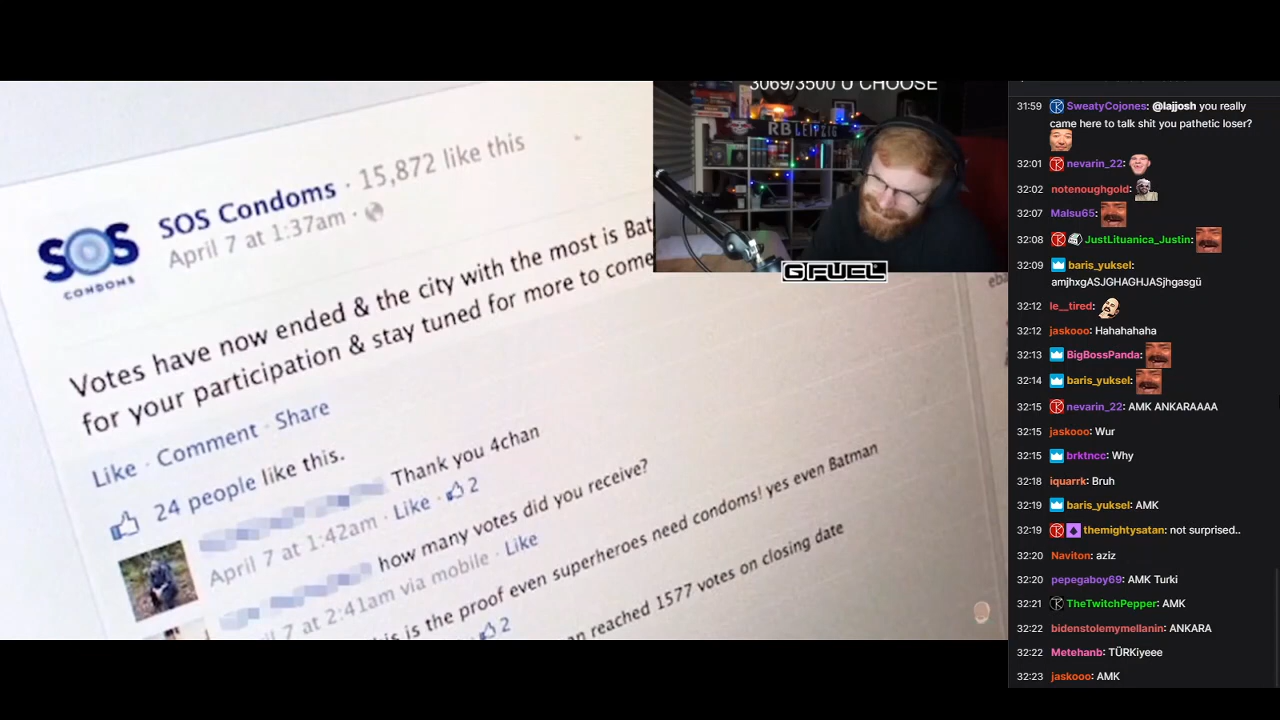 SOS
CONDOMS
SOS Condoms · 15,872 like this
April 7 at 1:37am ·
Votes have now ended & the city with the most is Bat
for your participation & stay tuned for more to come
Like · Comment · Share
24 people like this.
Thank you 4chan
April 7 at 1:42am · Like · 2
how many votes did you receive?
7 at 2:41am via mobile · Like
is is the proof even superheroes need condoms! yes even Batman
2
an reached 1577 votes on closing date
3069/3500 U CHOOSE
RB LEIPZIG
G FUEL
31:59 SweatyCojones: @lajjosh you really
came here to talk shit you pathetic loser?
32:01 nevarin_22:
32:02 notenoughgold:
32:07 Malsu65:
32:08 JustLituanica_Justin:
32:09 baris_yuksel:
amjhxgASJGHAGHJASjhgasgü
32:12 le__tired:
32:12 jaskooo: Hahahahaha
32:13 BigBossPanda:
32:14 baris_yuksel:
32:15 nevarin_22: AMK ANKARAAAA
32:15 jaskooo: Wur
32:15 brktncc: Why
32:18 iquarrk: Bruh
32:19 baris_yuksel: AMK
32:19 themightysatan: not surprised..
32:20 Naviton: aziz
32:20 pepegaboy69: AMK Turki
32:21 TheTwitchPepper: AMK
32:22 bidenstolemymellanin: ANKARA
32:22 Metehanb: TÜRKiyeee
32:23 jaskooo: AMK